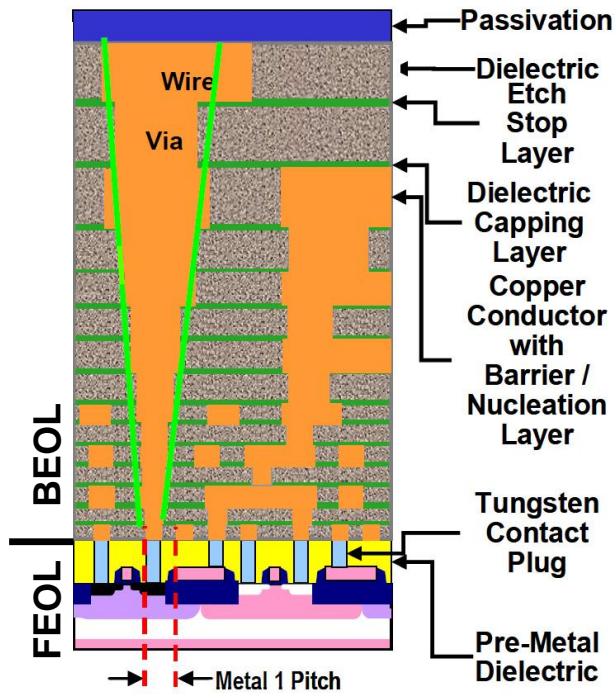 Passivation
Dielectric
Etch
Stop
Layer
Dielectric
Capping
Layer
Copper
Conductor
with
Barrier /
Nucleation
Layer
Tungsten
Contact
Plug
Pre-Metal
Dielectric
Wire
Via
BEOL
FEOL
Metal 1 Pitch